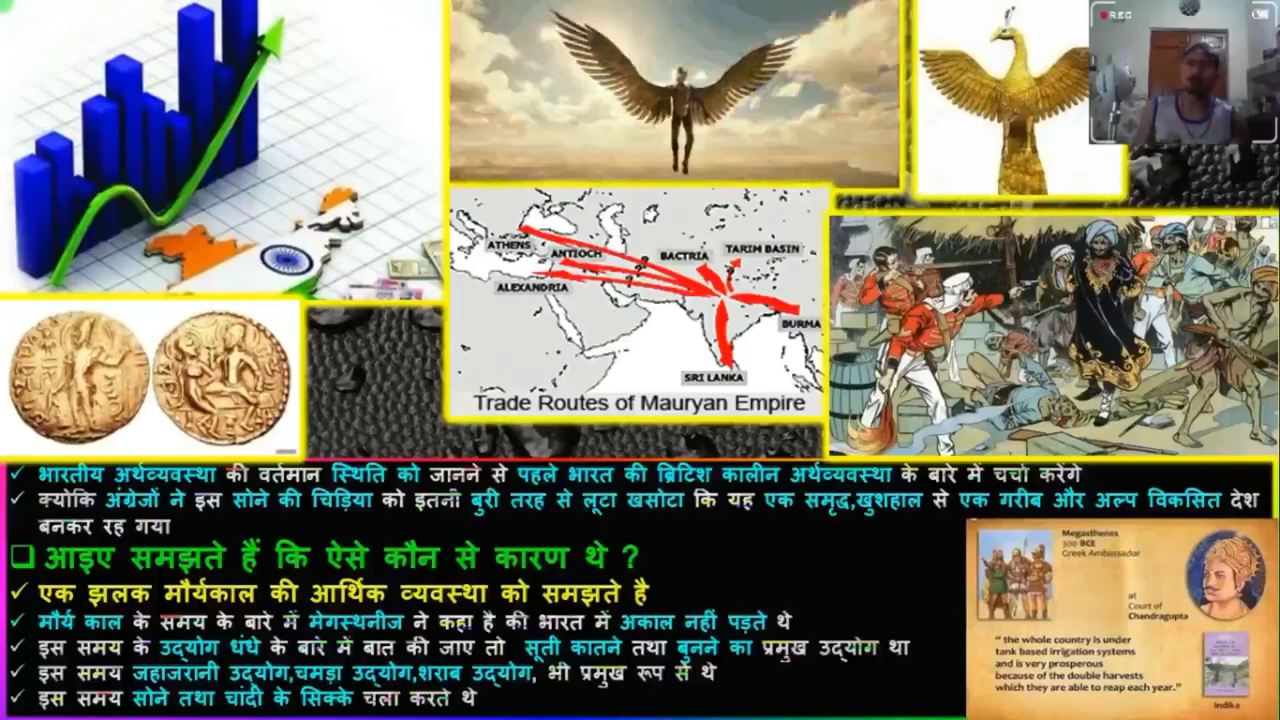 REC
ATHENS
ANTIOCH
BACTRIA
TARIM BASIN
ALEXANDRIA
BURMA
SRI LANKA
Trade Routes of Mauryan Empire
भारतीय अर्थव्यवस्था की वर्तमान स्थिति को जानने से पहले भारत की ब्रिटिश कालीन अर्थव्यवस्था के बारे में चर्चा करेंगे
क्योंकि अंग्रेजों ने इस सोने की चिड़िया को इतनी बुरी तरह से लूटा खसोटा कि यह एक समृद्ध,खुशहाल से एक गरीब और अल्प विकसित देश
बनकर रह गया
आइए समझते हैं कि ऐसे कौन से कारण थे ?
एक झलक मौर्यकाल की आर्थिक व्यवस्था को समझते है
मौर्य काल के समय के बारे में मेगस्थनीज ने कहा है की भारत में अकाल नहीं पड़ते थे
इस समय के उद्योग धंधे के बारे में बात की जाए तो सूती कातने तथा बुनने का प्रमुख उद्योग था
इस समय जहाजरानी उद्योग,चमड़ा उद्योग,शराब उद्योग, भी प्रमुख रूप से थे
इस समय सोने तथा चांदी के सिक्के चला करते थे
Megasthenes
300 BCE
Greek Ambassador
at
Court of
Chandragupta
" the whole country is under
tank based irrigation systems
and is very prosperous
because of the double harvests
which they are able to reap each year."
Indika